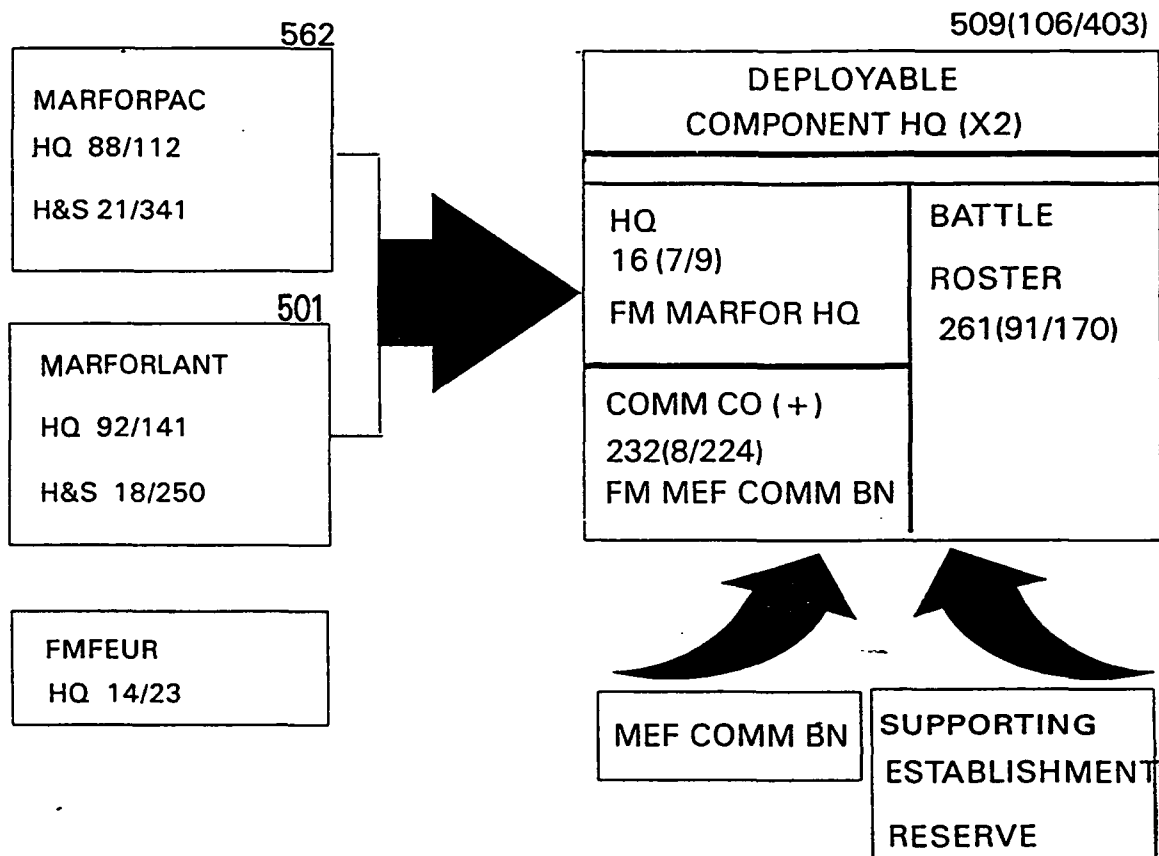 562
MARFORPAC
HQ 88/112
H&S 21/341
501
MARFORLANT
HQ 92/141
H&S 18/250
FMFEUR
HQ 14/23
509(106/403)
DEPLOYABLE
COMPONENT HQ (X2)
HQ
16 (7/9)
FM MARFOR HQ
COMM CO (+)
232(8/224)
FM MEF COMM BN
BATTLE
ROSTER
261(91/170)
MEF COMM BN
SUPPORTING
ESTABLISHMENT
RESERVE